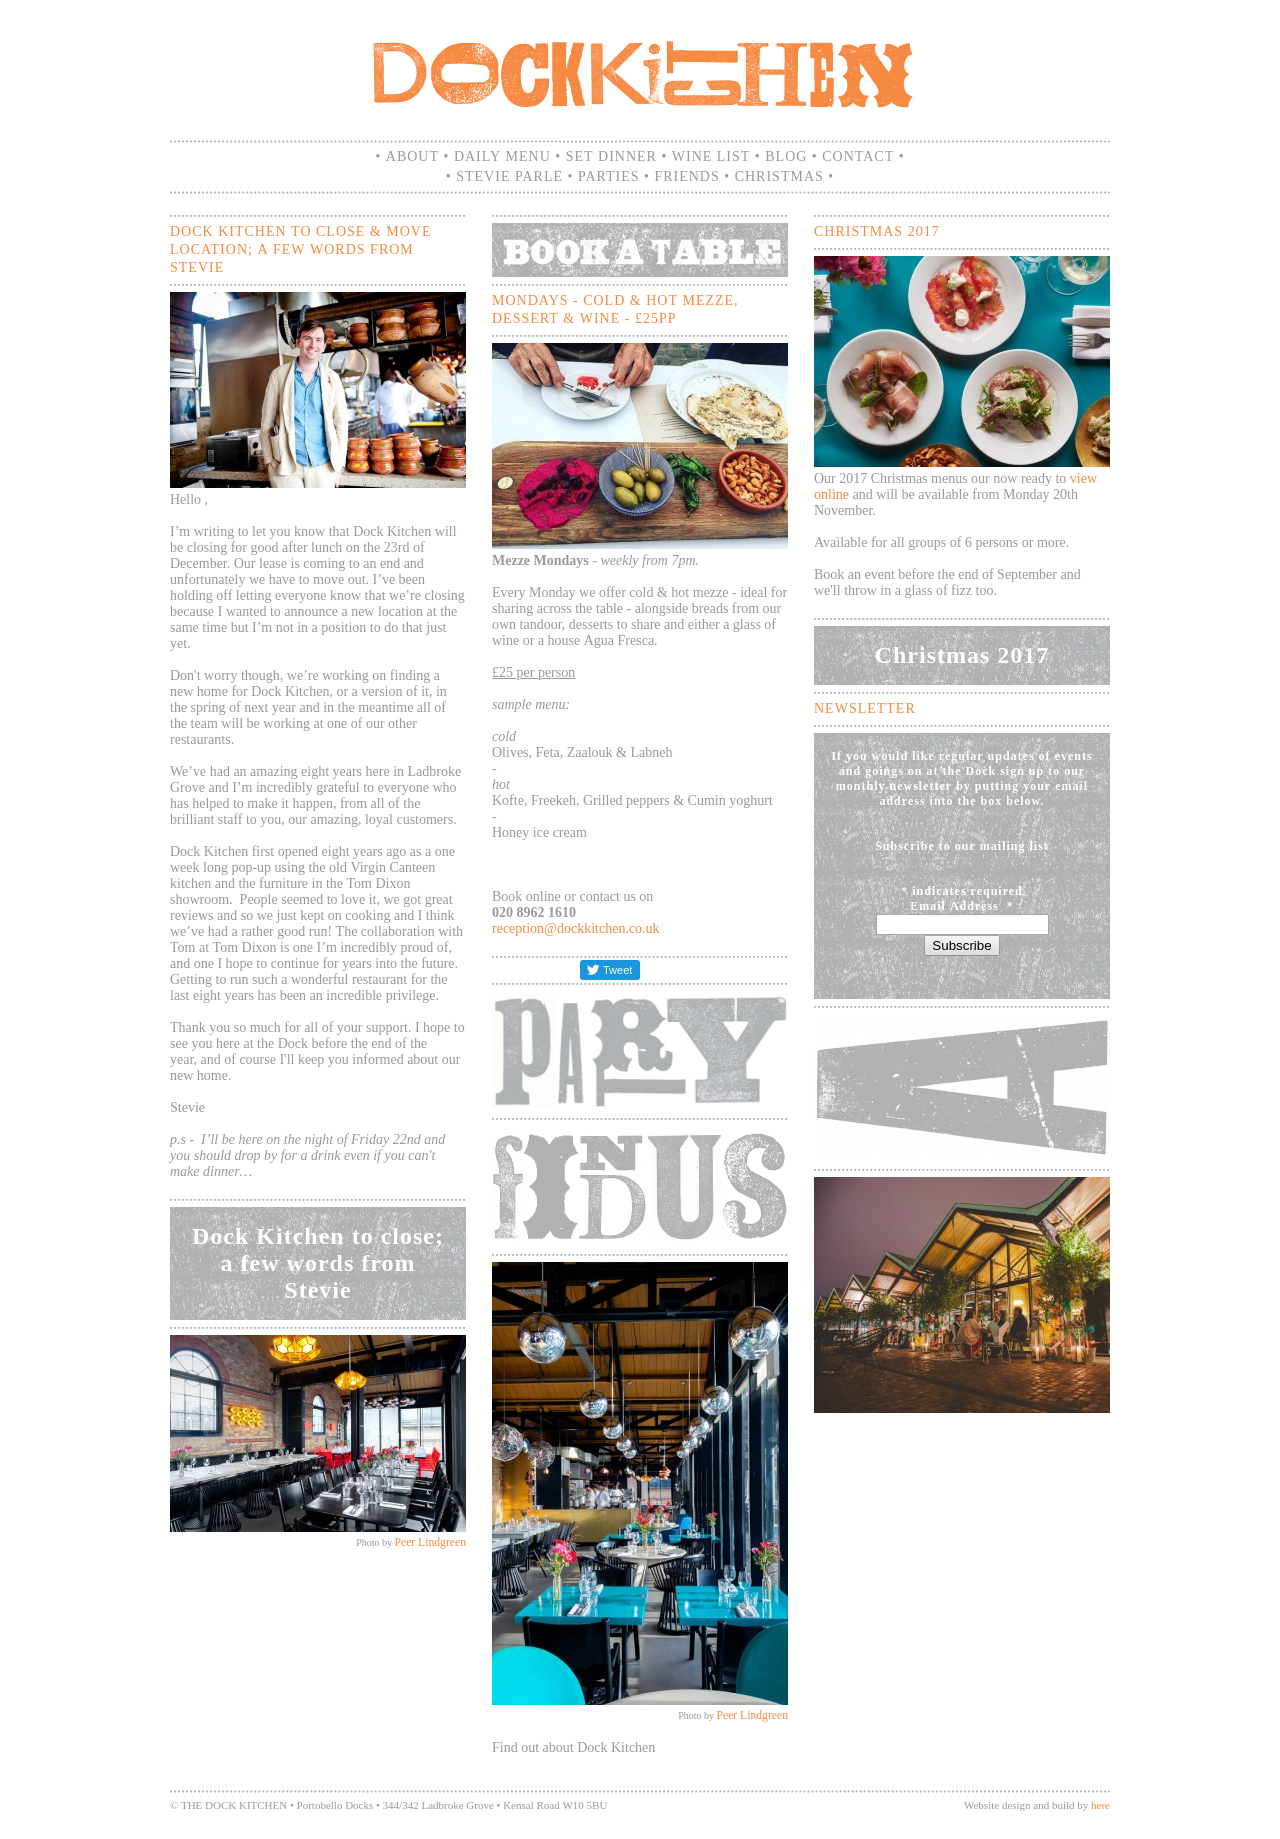 DOCK KiTCHEN
• ABOUT • DAILY MENU • SET DINNER • WINE LIST • BLOG • CONTACT •
• STEVIE PARLE • PARTIES • FRIENDS • CHRISTMAS •
DOCK KITCHEN TO CLOSE & MOVE
LOCATION; A FEW WORDS FROM
STEVIE
Hello ,
I’m writing to let you know that Dock Kitchen will
be closing for good after lunch on the 23rd of
December. Our lease is coming to an end and
unfortunately we have to move out. I’ve been
holding off letting everyone know that we’re closing
because I wanted to announce a new location at the
same time but I’m not in a position to do that just
yet.
Don't worry though, we’re working on finding a
new home for Dock Kitchen, or a version of it, in
the spring of next year and in the meantime all of
the team will be working at one of our other
restaurants.
We’ve had an amazing eight years here in Ladbroke
Grove and I’m incredibly grateful to everyone who
has helped to make it happen, from all of the
brilliant staff to you, our amazing, loyal customers.
Dock Kitchen first opened eight years ago as a one
week long pop-up using the old Virgin Canteen
kitchen and the furniture in the Tom Dixon
showroom.  People seemed to love it, we got great
reviews and so we just kept on cooking and I think
we’ve had a rather good run! The collaboration with
Tom at Tom Dixon is one I’m incredibly proud of,
and one I hope to continue for years into the future.
Getting to run such a wonderful restaurant for the
last eight years has been an incredible privilege.
Thank you so much for all of your support. I hope to
see you here at the Dock before the end of the
year, and of course I'll keep you informed about our
new home.
Stevie
p.s -  I’ll be here on the night of Friday 22nd and
you should drop by for a drink even if you can't
make dinner…
Dock Kitchen to close;
a few words from
Stevie
Photo by Peer Lindgreen
BOOK A TABLE
MONDAYS - COLD & HOT MEZZE,
DESSERT & WINE - £25PP
Mezze Mondays - weekly from 7pm.
Every Monday we offer cold & hot mezze - ideal for
sharing across the table - alongside breads from our
own tandoor, desserts to share and either a glass of
wine or a house Agua Fresca.
£25 per person
sample menu:
cold
Olives, Feta, Zaalouk & Labneh
-
hot
Kofte, Freekeh, Grilled peppers & Cumin yoghurt
-
Honey ice cream
Book online or contact us on
020 8962 1610
reception@dockkitchen.co.uk
Tweet
PARTY
fIND US
Photo by Peer Lindgreen
Find out about Dock Kitchen
CHRISTMAS 2017
Our 2017 Christmas menus our now ready to view
online and will be available from Monday 20th
November.
Available for all groups of 6 persons or more.
Book an event before the end of September and
we'll throw in a glass of fizz too.
Christmas 2017
NEWSLETTER
If you would like regular updates of events
and goings on at the Dock sign up to our
monthly newsletter by putting your email
address into the box below.
Subscribe to our mailing list
* indicates required
Email Address  *
Subscribe
A
© THE DOCK KITCHEN • Portobello Docks • 344/342 Ladbroke Grove • Kensal Road W10 5BU
Website design and build by here